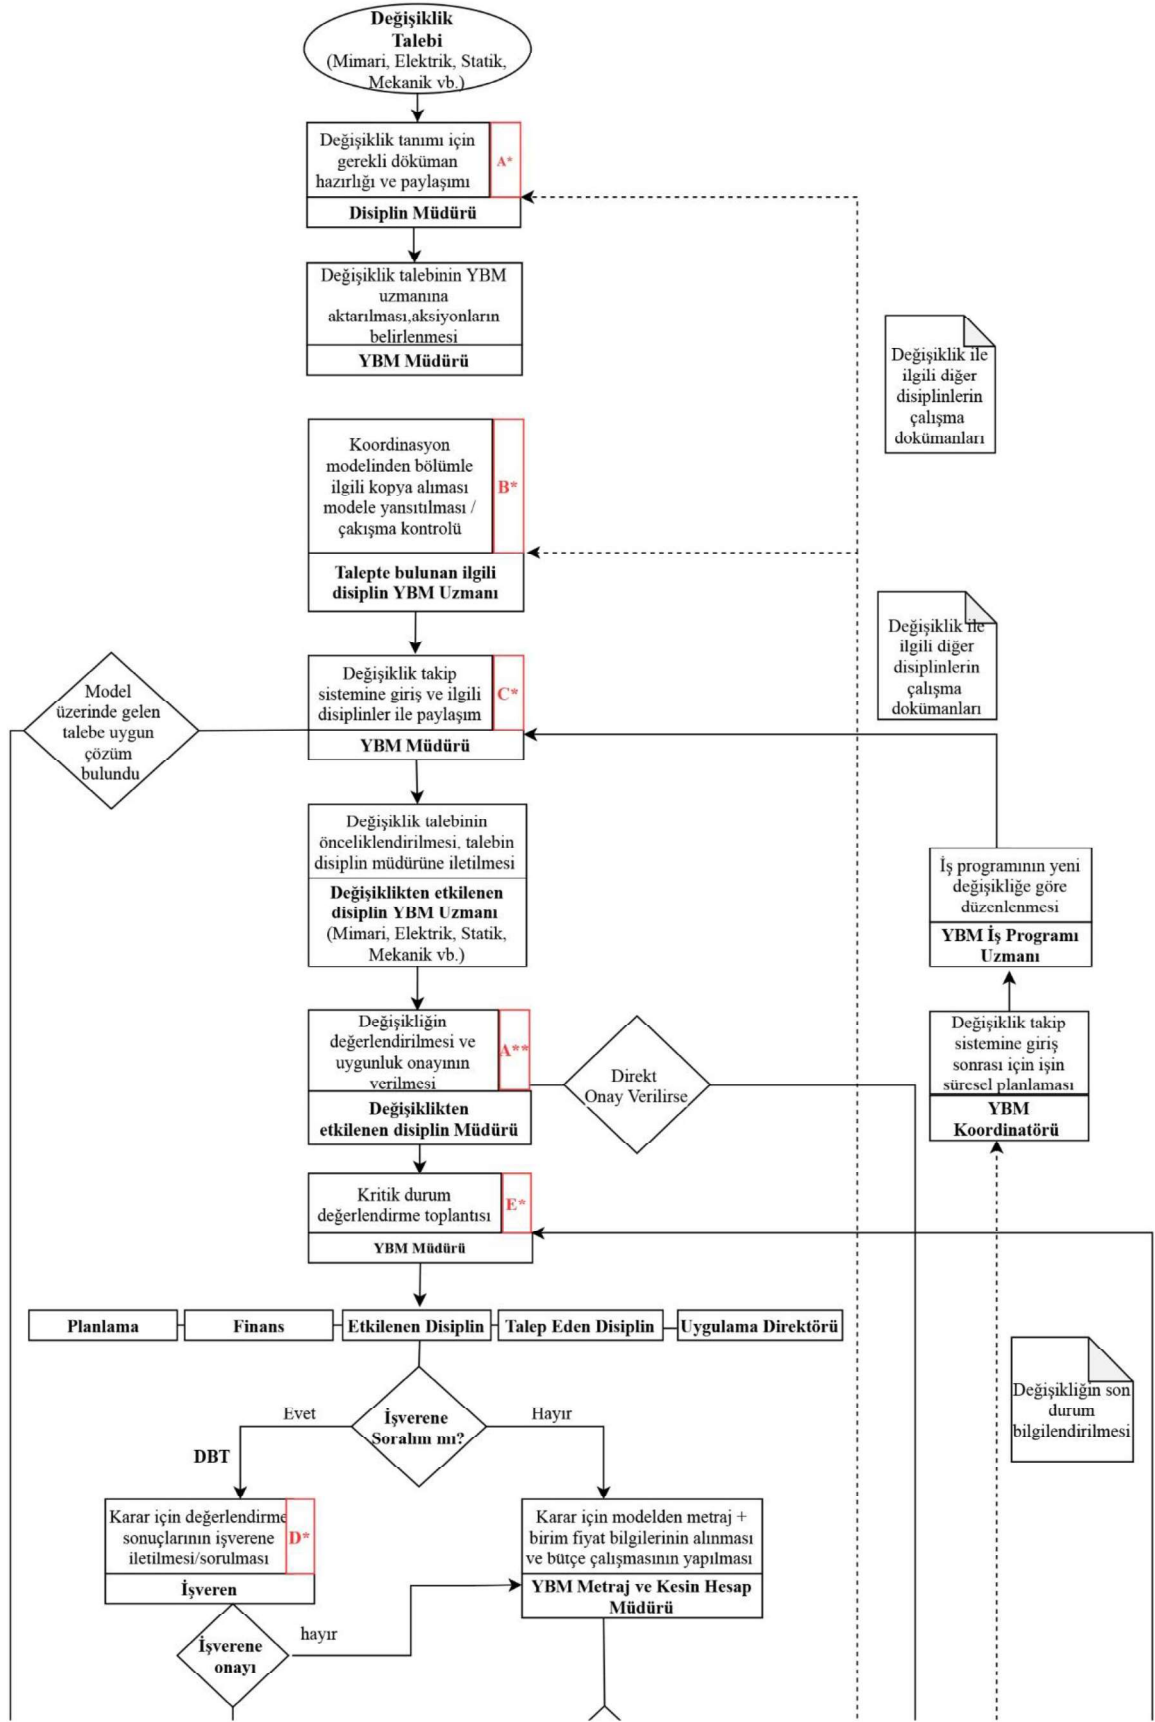 Değişiklik
Talebi
(Mimari, Elektrik, Statik,
Mekanik vb.)
Değişiklik tanımı için
gerekli döküman
hazırlığı ve paylaşımı
A*
Disiplin Müdürü
Değişiklik talebinin YBM
uzmanına
aktarılması,aksiyonların
belirlenmesi
YBM Müdürü
Değişiklik ile
ilgili diğer
disiplinlerin
çalışma
dokümanları
Koordinasyon
modelinden bölümle
ilgili kopya alıması
modele yansıtılması /
çakışma kontrolü
B*
Talepte bulunan ilgili
disiplin YBM Uzmanı
Değişiklik ile
ilgili diğer
disiplinlerin
çalışma
dokümanları
Model
üzerinde gelen
talebe uygun
çözüm
bulundu
Değişiklik takip
sistemine giriş ve ilgili
disiplinler ile paylaşım
C*
YBM Müdürü
Değişiklik talebinin
önceliklendirilmesi, talebin
disiplin müdürüne iletilmesi
Değişiklikten etkilenen
disiplin YBM Uzmanı
(Mimari, Elektrik, Statik,
Mekanik vb.)
İş programının yeni
değişikliğe göre
düzenlenmesi
YBM İş Programı
Uzmanı
Değişikliğin
değerlendirilmesi ve
uygunluk onayının
verilmesi
A**
Değişiklikten
etkilenen disiplin Müdürü
Direkt
Onay Verilirse
Değişiklik takip
sistemine giriş
sonrası için işin
süresel planlaması
YBM
Koordinatörü
Kritik durum
değerlendirme toplantısı
E*
YBM Müdürü
Planlama
Finans
Etkilenen Disiplin
Talep Eden Disiplin
Uygulama Direktörü
Değişikliğin son
durum
bilgilendirilmesi
Evet
İşverene
Soralım mı?
Hayır
DBT
Karar için değerlendirme
sonuçlarının işverene
iletilmesi/sorulması
D*
İşveren
Karar için modelden metraj +
birim fiyat bilgilerinin alınması
ve bütçe çalışmasının yapılması
YBM Metraj ve Kesin Hesap
Müdürü
İşverene
onayı
hayır